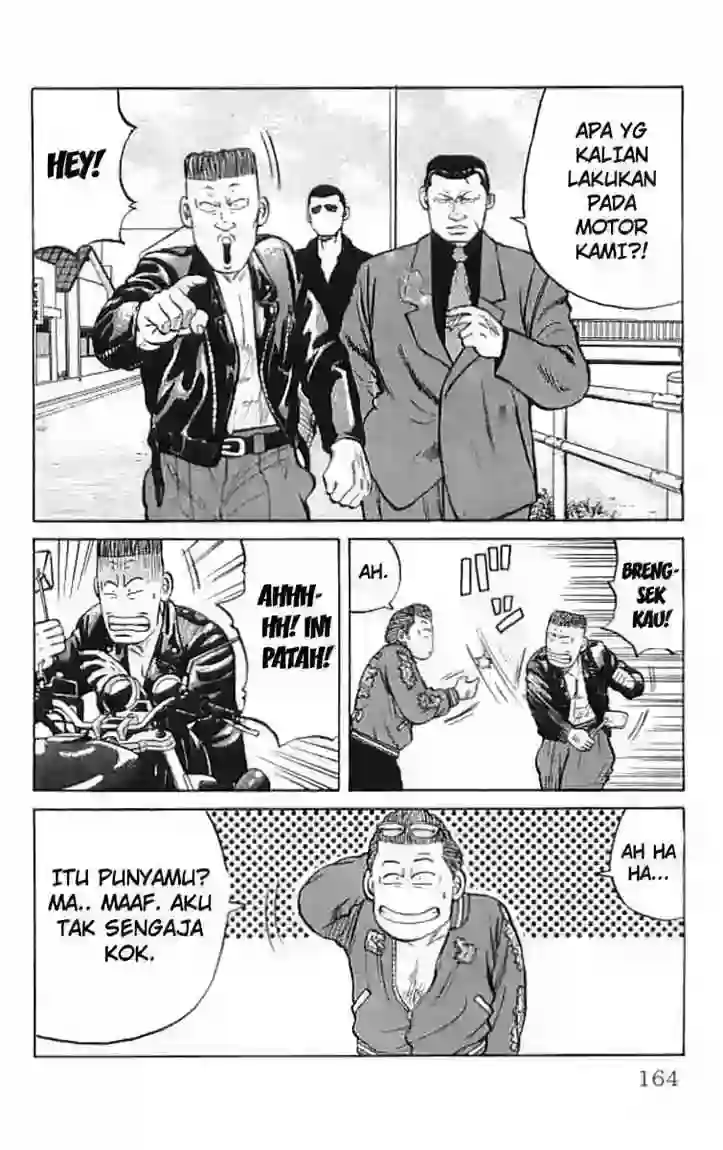 HEY!
APA YG
KALIAN
LAKUKAN
PADA
MOTOR
KAMI?!
AHHH-
HH! INI
PATAH!
AH.
BRENG-
SEK
KAU!
ITU PUNYAMU?
MA.. MAAF. AKU
TAK SENGAJA
KOK.
AH HA
HA...
164